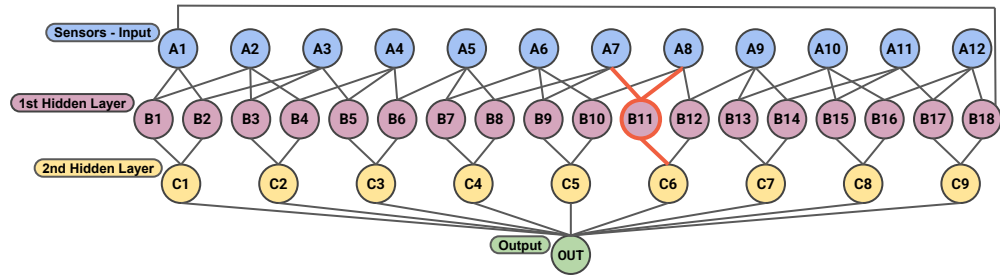 Sensors - Input
A1 A2 A3 A4 A5 A6 A7 A8 A9 A10 A11 A12
1st Hidden Layer
B1 B2 B3 B4 B5 B6 B7 B8 B9 B10 B11 B12 B13 B14 B15 B16 B17 B18
2nd Hidden Layer
C1 C2 C3 C4 C5 C6 C7 C8 C9
Output
OUT